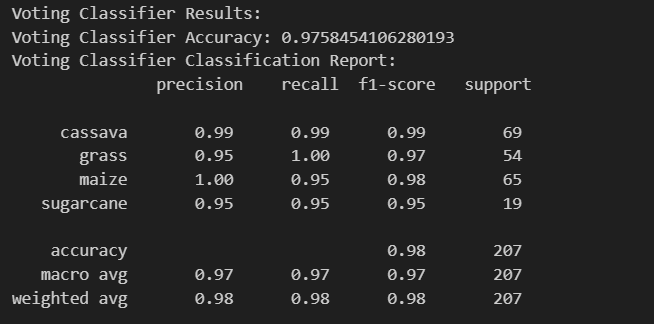 Voting Classifier Results:
Voting Classifier Accuracy: 0.9758454106280193
Voting Classifier Classification Report:
precision recall f1-score support
cassava 0.99 0.99 0.99 69
grass 0.95 1.00 0.97 54
maize 1.00 0.95 0.98 65
sugarcane 0.95 0.95 0.95 19
accuracy 0.98 207
macro avg 0.97 0.97 0.97 207
weighted avg 0.98 0.98 0.98 207